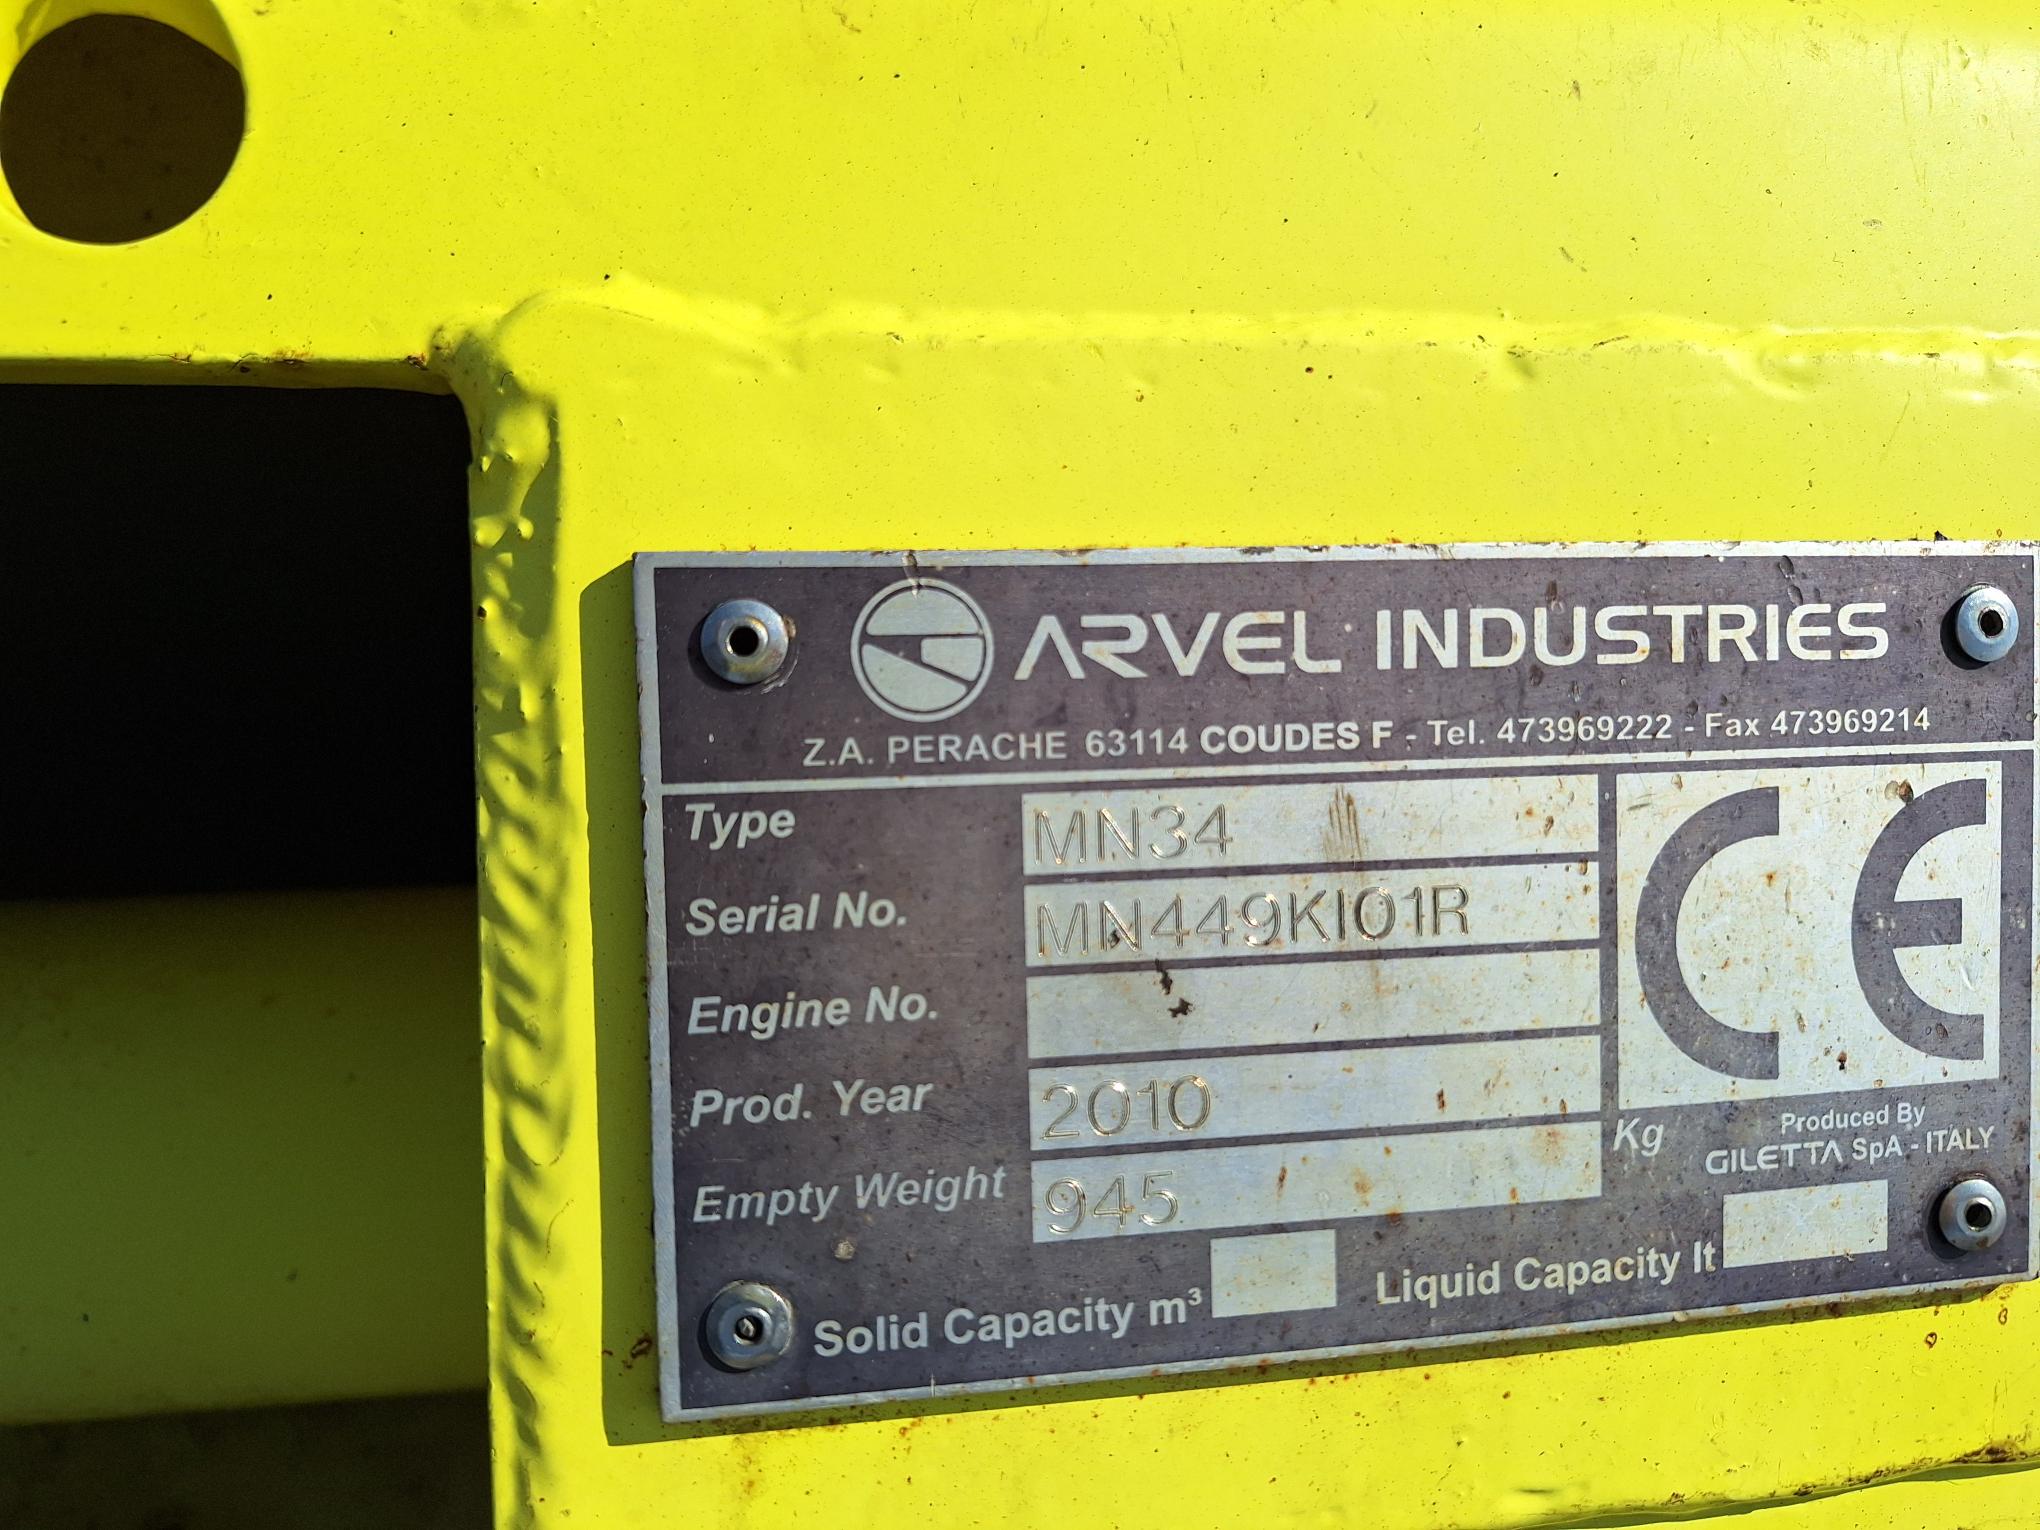 ARVEL INDUSTRIES
Z.A. PERACHE 63114 COUDES F - Tel. 473969222 - Fax 473969214
Type MN34
Serial No. MN449KI01R
Engine No.
Prod. Year 2010
Empty Weight 945 Kg
CE
Produced By
GILETTA SpA - ITALY
Solid Capacity m³ Liquid Capacity lt